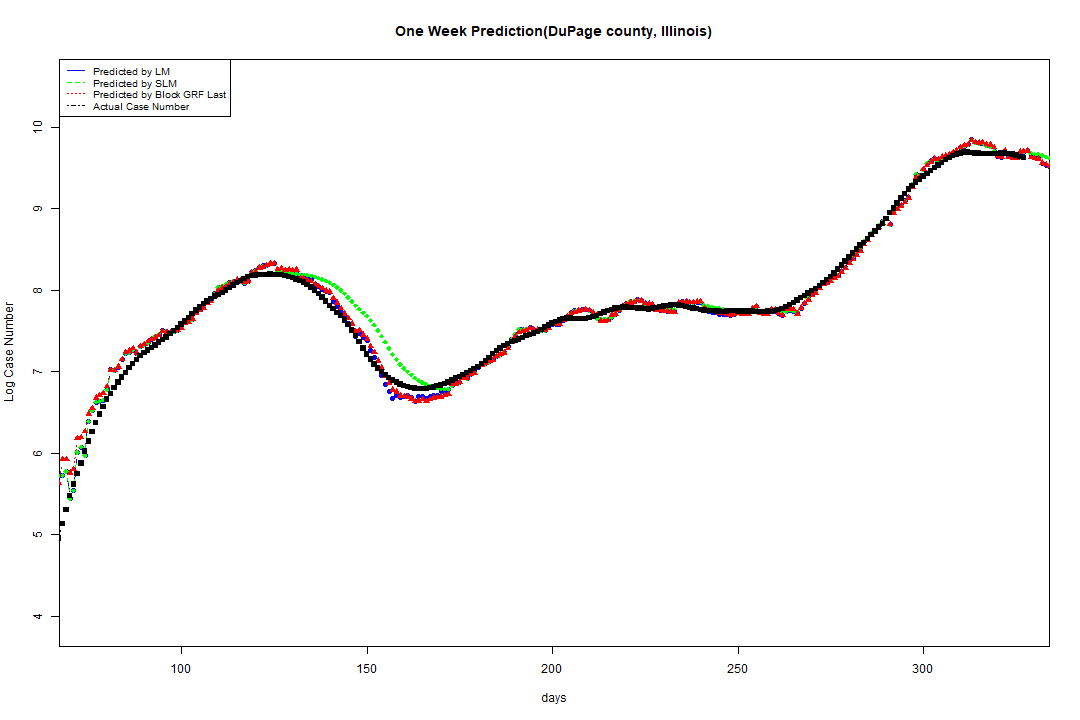 One Week Prediction(DuPage county, Illinois)
Predicted by LM
Predicted by SLM
Predicted by Block GRF Last
Actual Case Number
10
9
8
7
6
5
4
Log Case Number
100 150 200 250 300
days